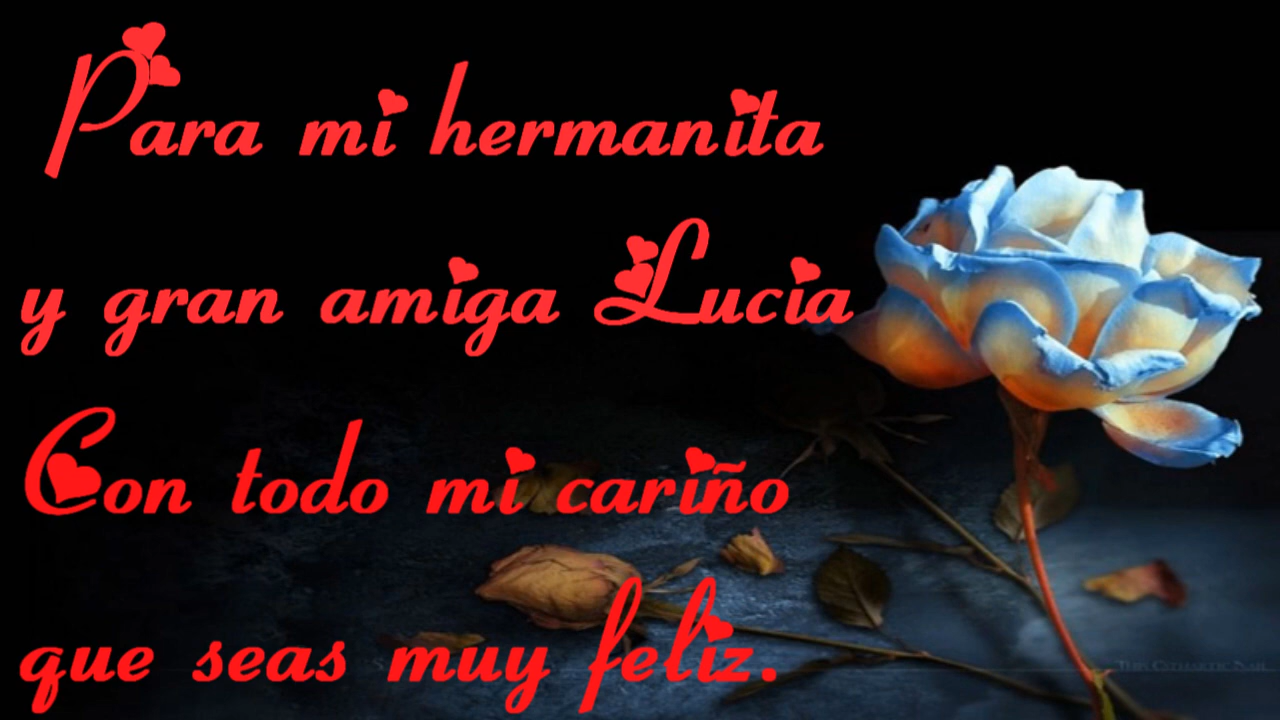 Para mi hermanita
y gran amiga Lucia
Con todo mi cariño
que seas muy feliz.